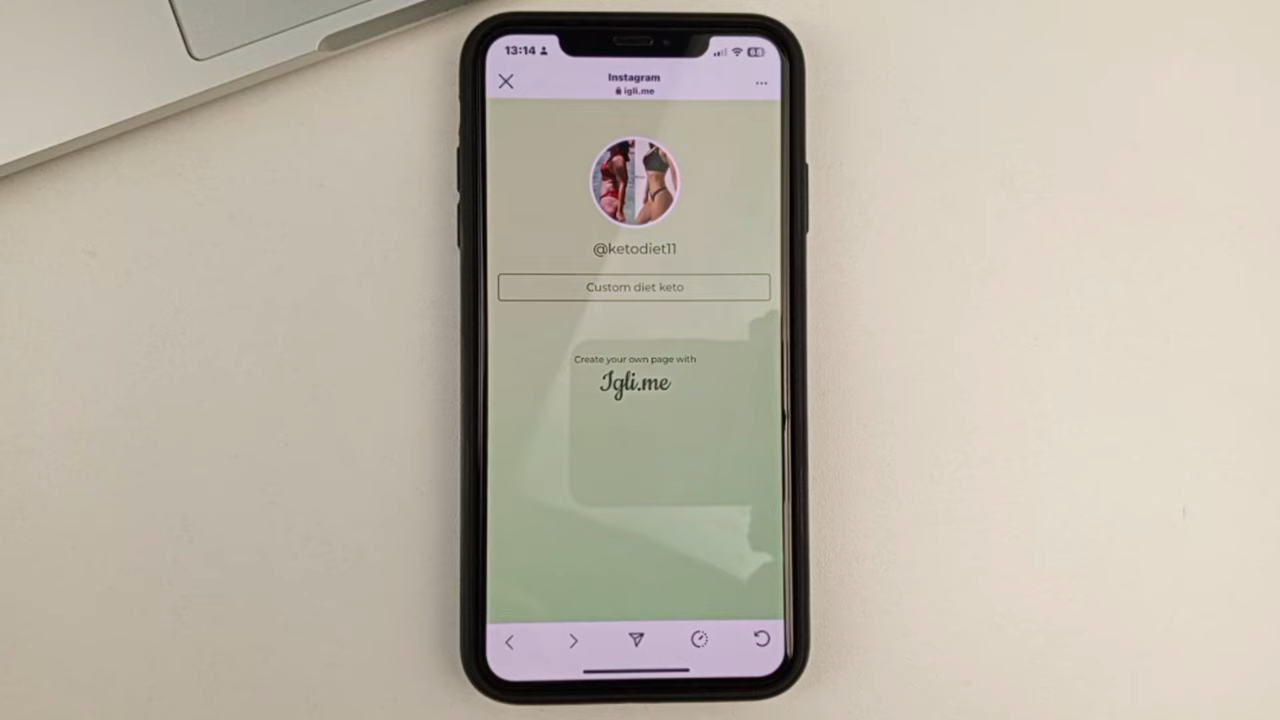 13:14
Instagram
igli.me
@ketodiet11
Custom diet keto
Create your own page with
Igli.me